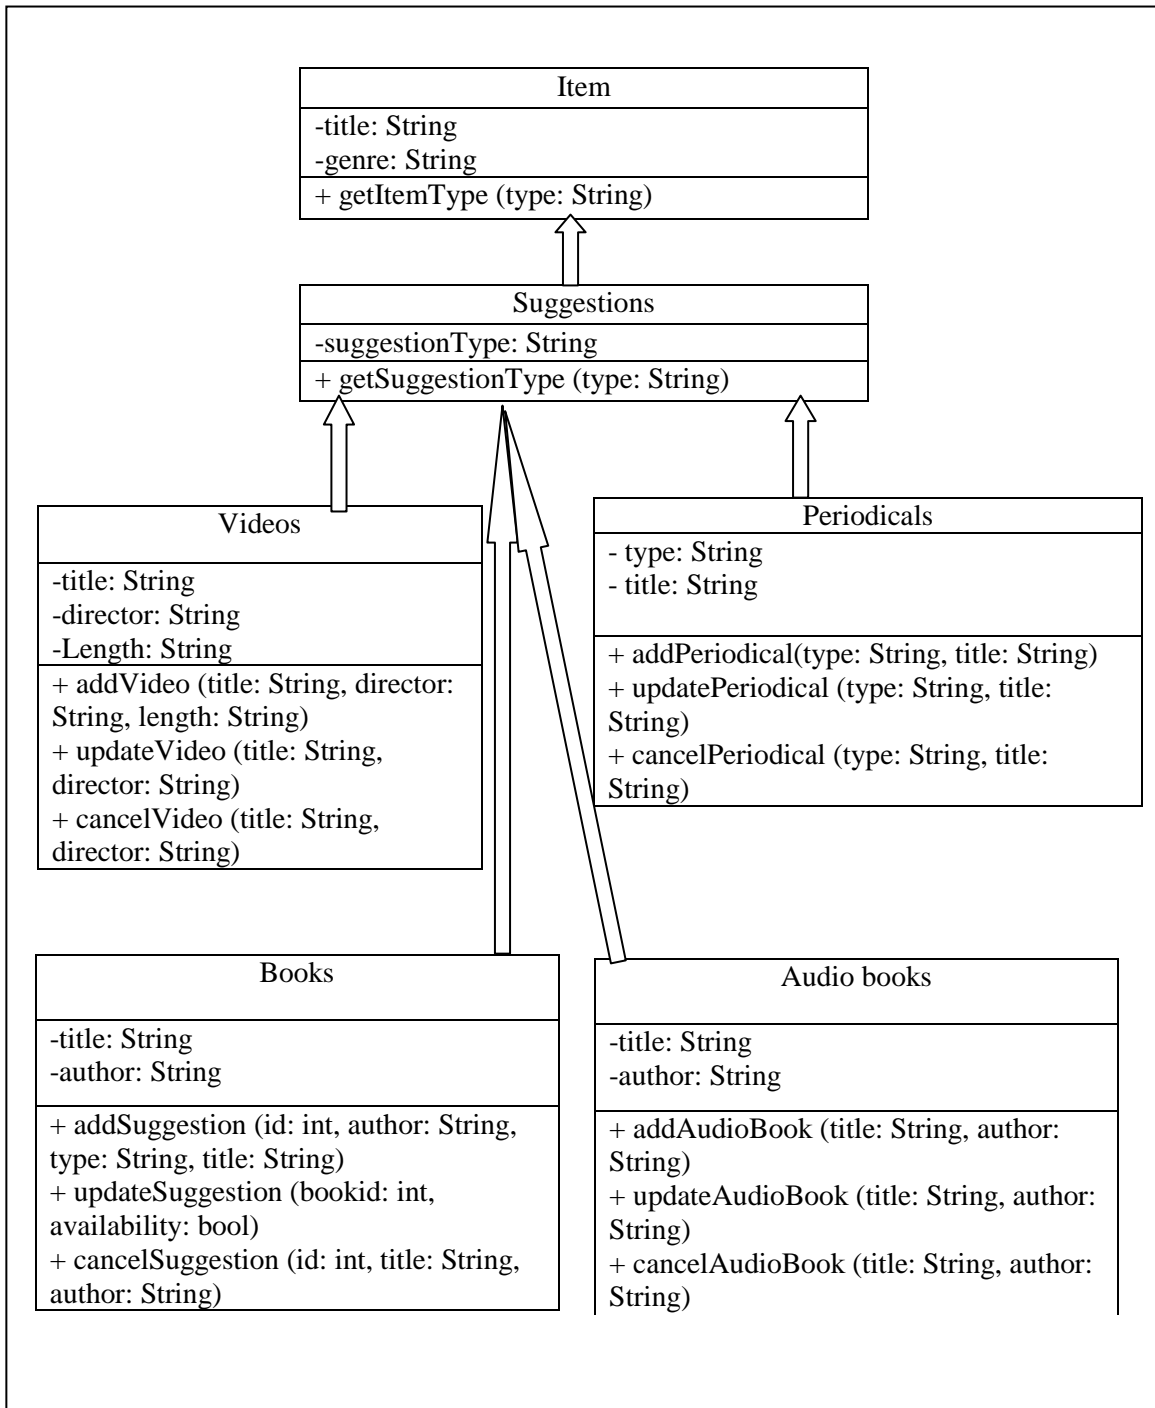 Item
-title: String
-genre: String
+ getItemType (type: String)
Suggestions
-suggestionType: String
+ getSuggestionType (type: String)
Videos
-title: String
-director: String
-Length: String
+ addVideo (title: String, director:
String, length: String)
+ updateVideo (title: String,
director: String)
+ cancelVideo (title: String,
director: String)
Periodicals
- type: String
- title: String
+ addPeriodical(type: String, title: String)
+ updatePeriodical (type: String, title:
String)
+ cancelPeriodical (type: String, title:
String)
Books
-title: String
-author: String
+ addSuggestion (id: int, author: String,
type: String, title: String)
+ updateSuggestion (bookid: int,
availability: bool)
+ cancelSuggestion (id: int, title: String,
author: String)
Audio books
-title: String
-author: String
+ addAudioBook (title: String, author:
String)
+ updateAudioBook (title: String, author:
String)
+ cancelAudioBook (title: String, author:
String)